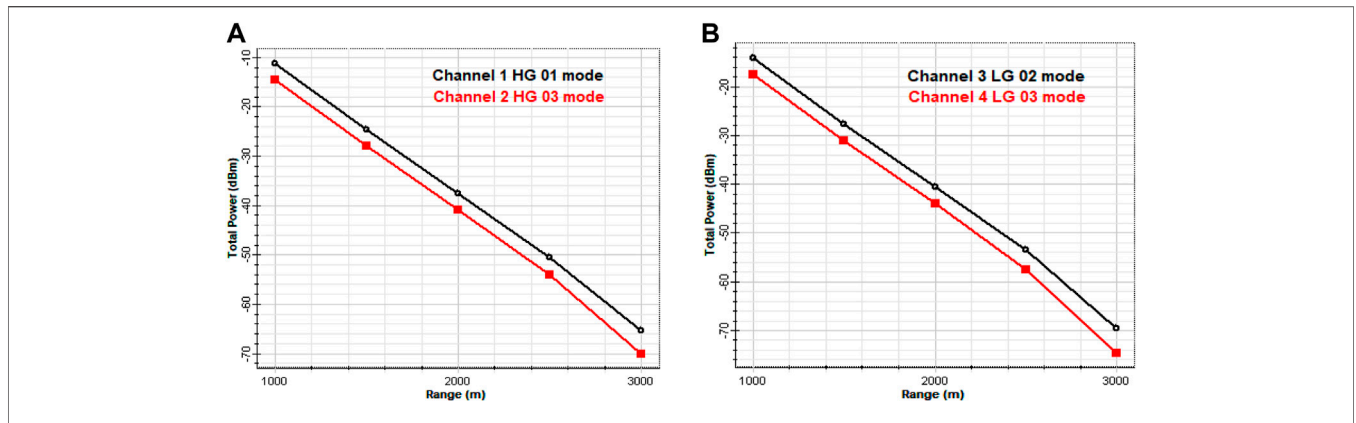 A
Channel 1 HG 01 mode
Channel 2 HG 03 mode
Total Power (dBm)
-10
-20
-30
-40
-50
-60
-70
1000
2000
3000
Range (m)
B
Channel 3 LG 02 mode
Channel 4 LG 03 mode
Total Power (dBm)
-20
-30
-40
-50
-60
-70
1000
2000
3000
Range (m)